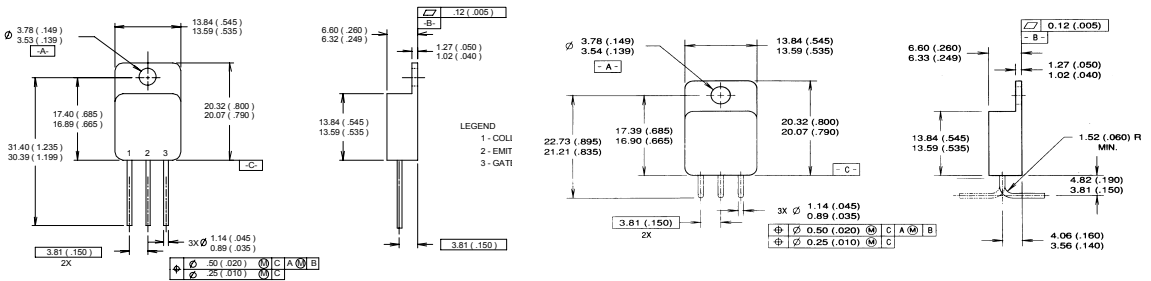 Ø 3.78 (.149)
3.53 (.139)
-A-
13.84 (.545)
13.59 (.535)
17.40 (.685)
16.89 (.665)
20.32 (.800)
20.07 (.790)
31.40 (1.235)
30.39 (1.199)
1 2 3
-C-
3.81 (.150)
2X
3X Ø 1.14 (.045)
0.89 (.035)
⌖ Ø .50 (.020) Ⓜ C A Ⓜ B
Ø .25 (.010) Ⓜ C
⏥ .12 (.005)
-B-
6.60 (.260)
6.32 (.249)
1.27 (.050)
1.02 (.040)
13.84 (.545)
13.59 (.535)
3.81 (.150)
LEGEND
1 - COLL
2 - EMIT
3 - GATE
Ø 3.78 (.149)
3.54 (.139)
- A -
13.84 (.545)
13.59 (.535)
22.73 (.895)
21.21 (.835)
17.39 (.685)
16.90 (.665)
20.32 (.800)
20.07 (.790)
- C -
3.81 (.150)
2X
3X Ø 1.14 (.045)
0.89 (.035)
⌖ Ø 0.50 (.020) Ⓜ C A Ⓜ B
⌖ Ø 0.25 (.010) Ⓜ C
⏥ 0.12 (.005)
- B -
6.60 (.260)
6.33 (.249)
1.27 (.050)
1.02 (.040)
13.84 (.545)
13.59 (.535)
1.52 (.060) R
MIN.
4.82 (.190)
3.81 (.150)
4.06 (.160)
3.56 (.140)